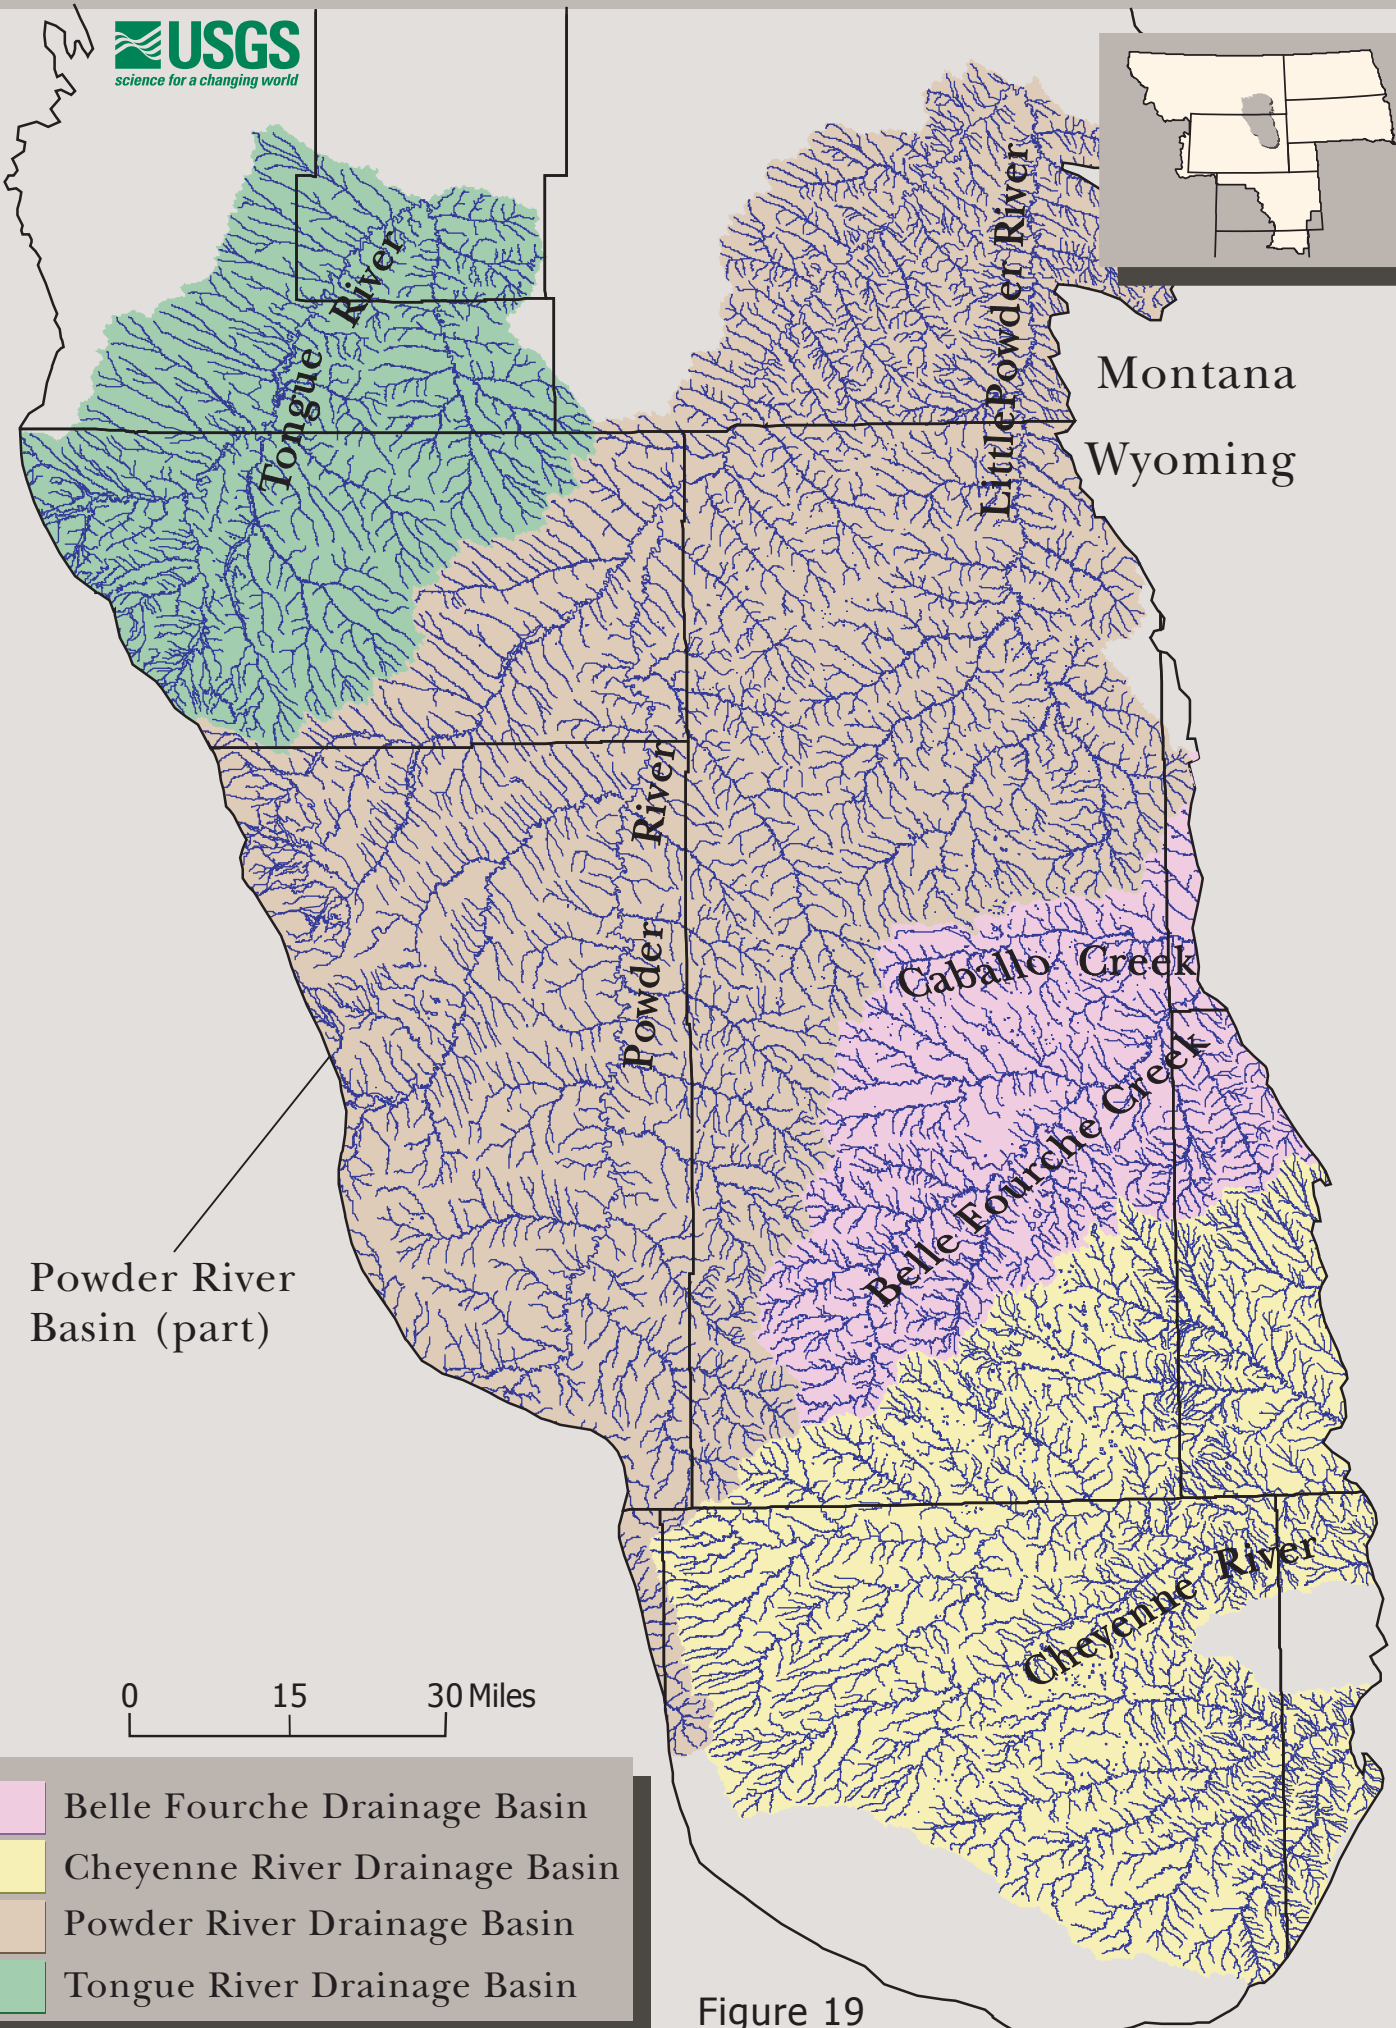 USGS
science for a changing world
Tongue River
Little Powder River
Montana
Wyoming
Powder River
Caballo Creek
Belle Fourche Creek
Powder River
Basin (part)
Cheyenne River
0 15 30 Miles
Belle Fourche Drainage Basin
Cheyenne River Drainage Basin
Powder River Drainage Basin
Tongue River Drainage Basin
Figure 19